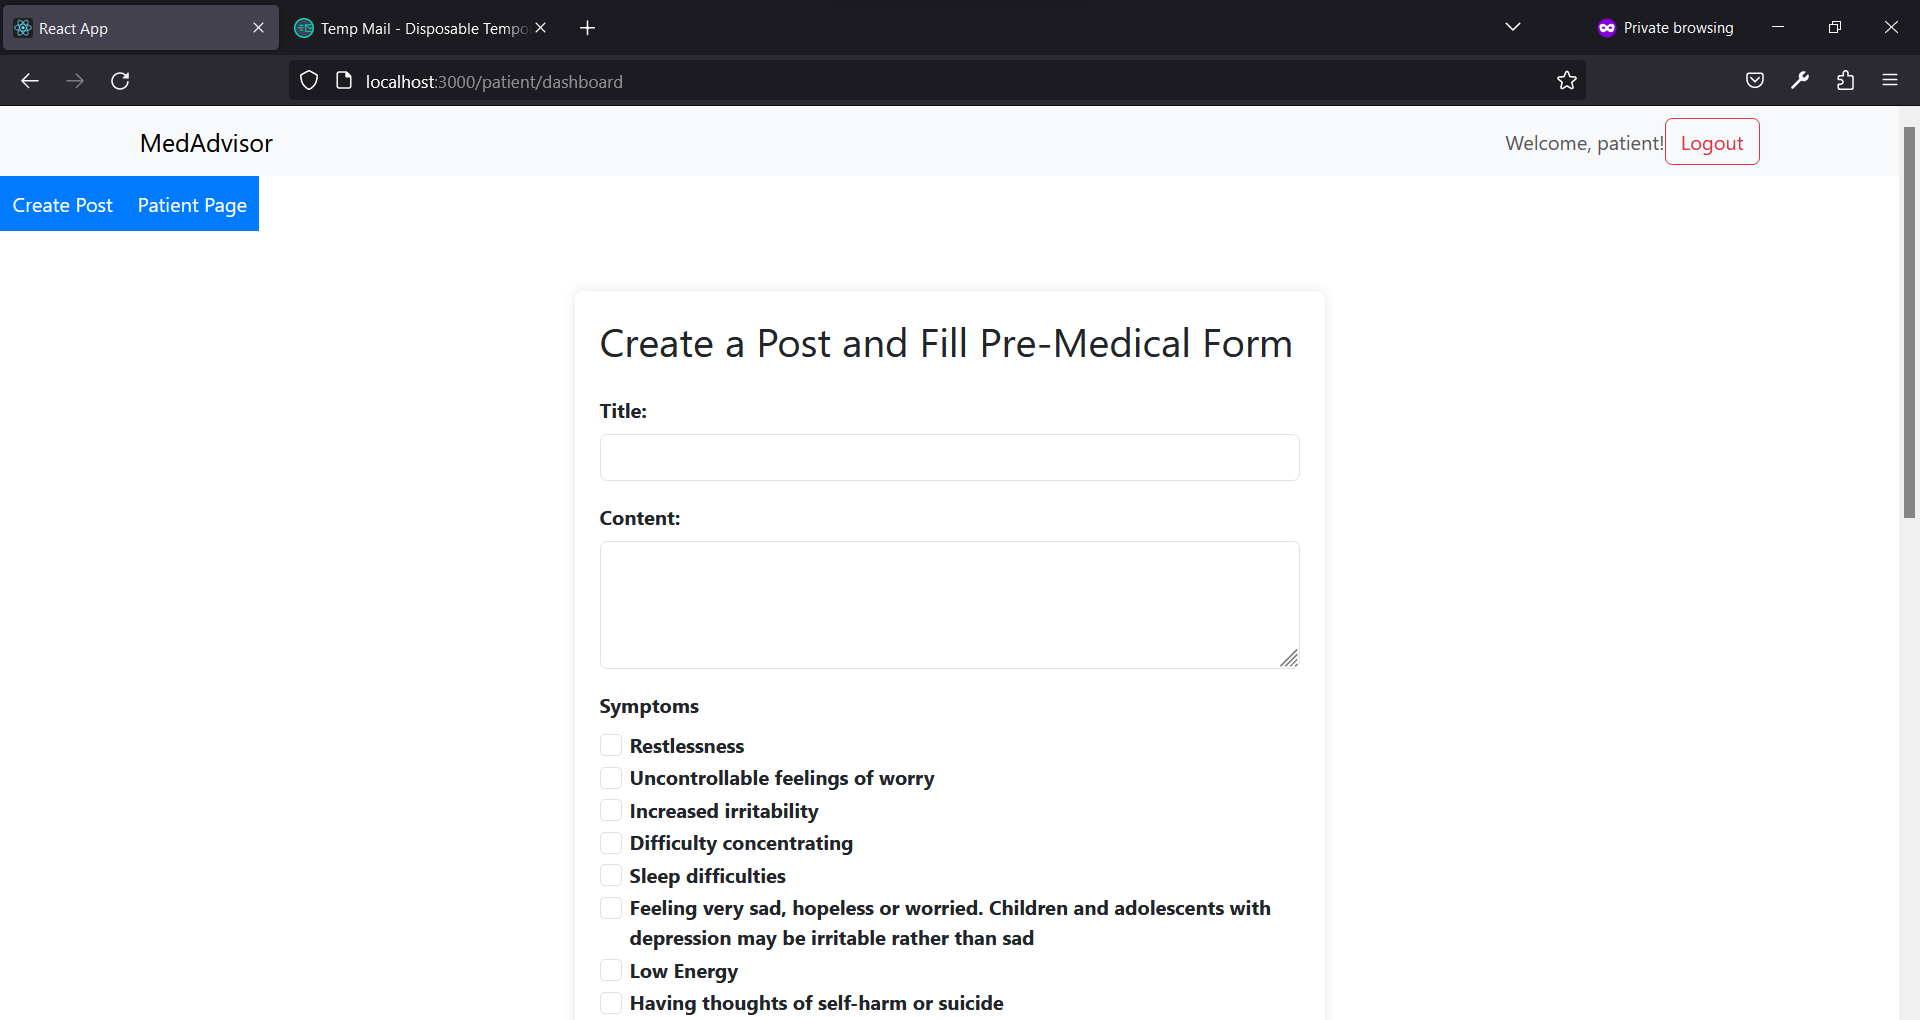 React App
Temp Mail - Disposable Tempo
Private browsing
localhost:3000/patient/dashboard
MedAdvisor
Welcome, patient!
Logout
Create Post
Patient Page
Create a Post and Fill Pre-Medical Form
Title:
Content:
Symptoms
Restlessness
Uncontrollable feelings of worry
Increased irritability
Difficulty concentrating
Sleep difficulties
Feeling very sad, hopeless or worried. Children and adolescents with
depression may be irritable rather than sad
Low Energy
Having thoughts of self-harm or suicide